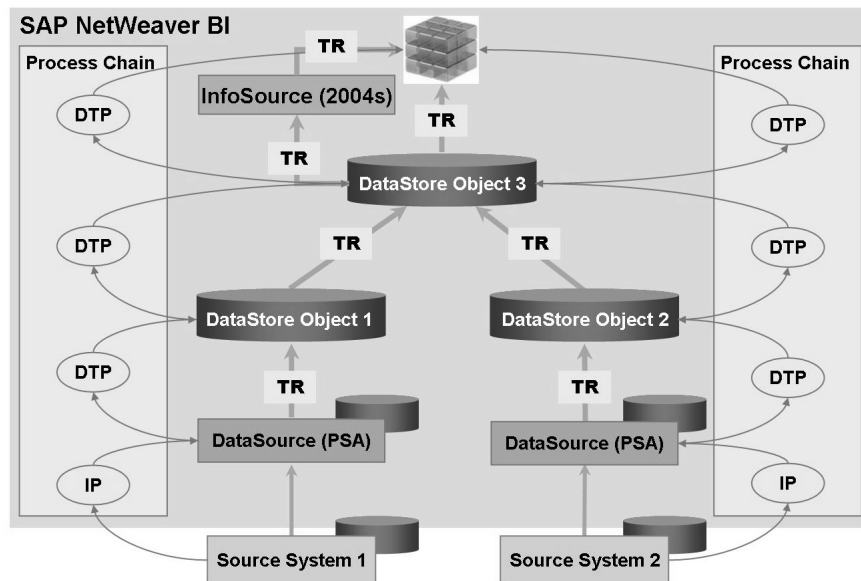 SAP NetWeaver BI
Process Chain
TR
Process Chain
InfoSource (2004s)
DTP
TR
DTP
TR
DataStore Object 3
DTP
TR
TR
DTP
DataStore Object 1
DataStore Object 2
DTP
TR
TR
DTP
DataSource (PSA)
DataSource (PSA)
IP
IP
Source System 1
Source System 2